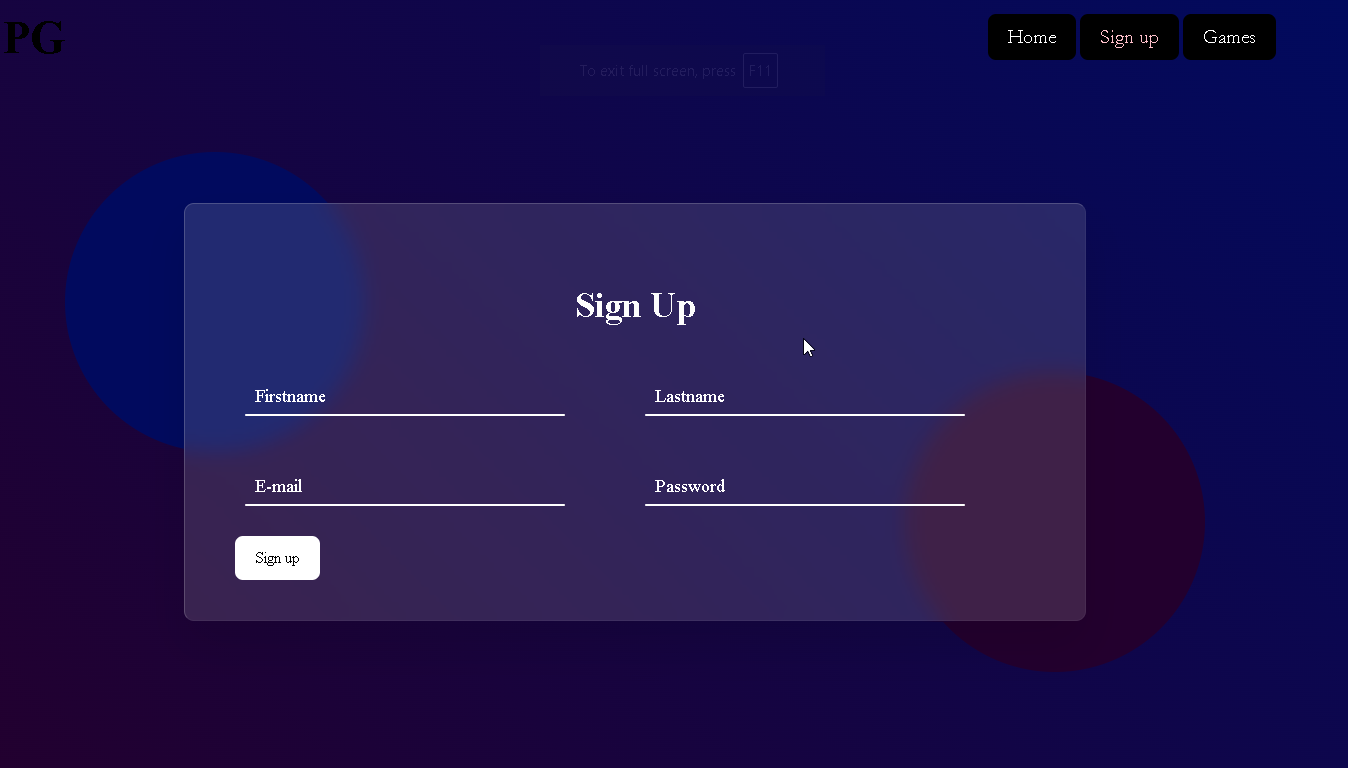 PG
Home Sign up Games
To exit full screen, press F11
Sign Up
Firstname Lastname
E-mail Password
Sign up